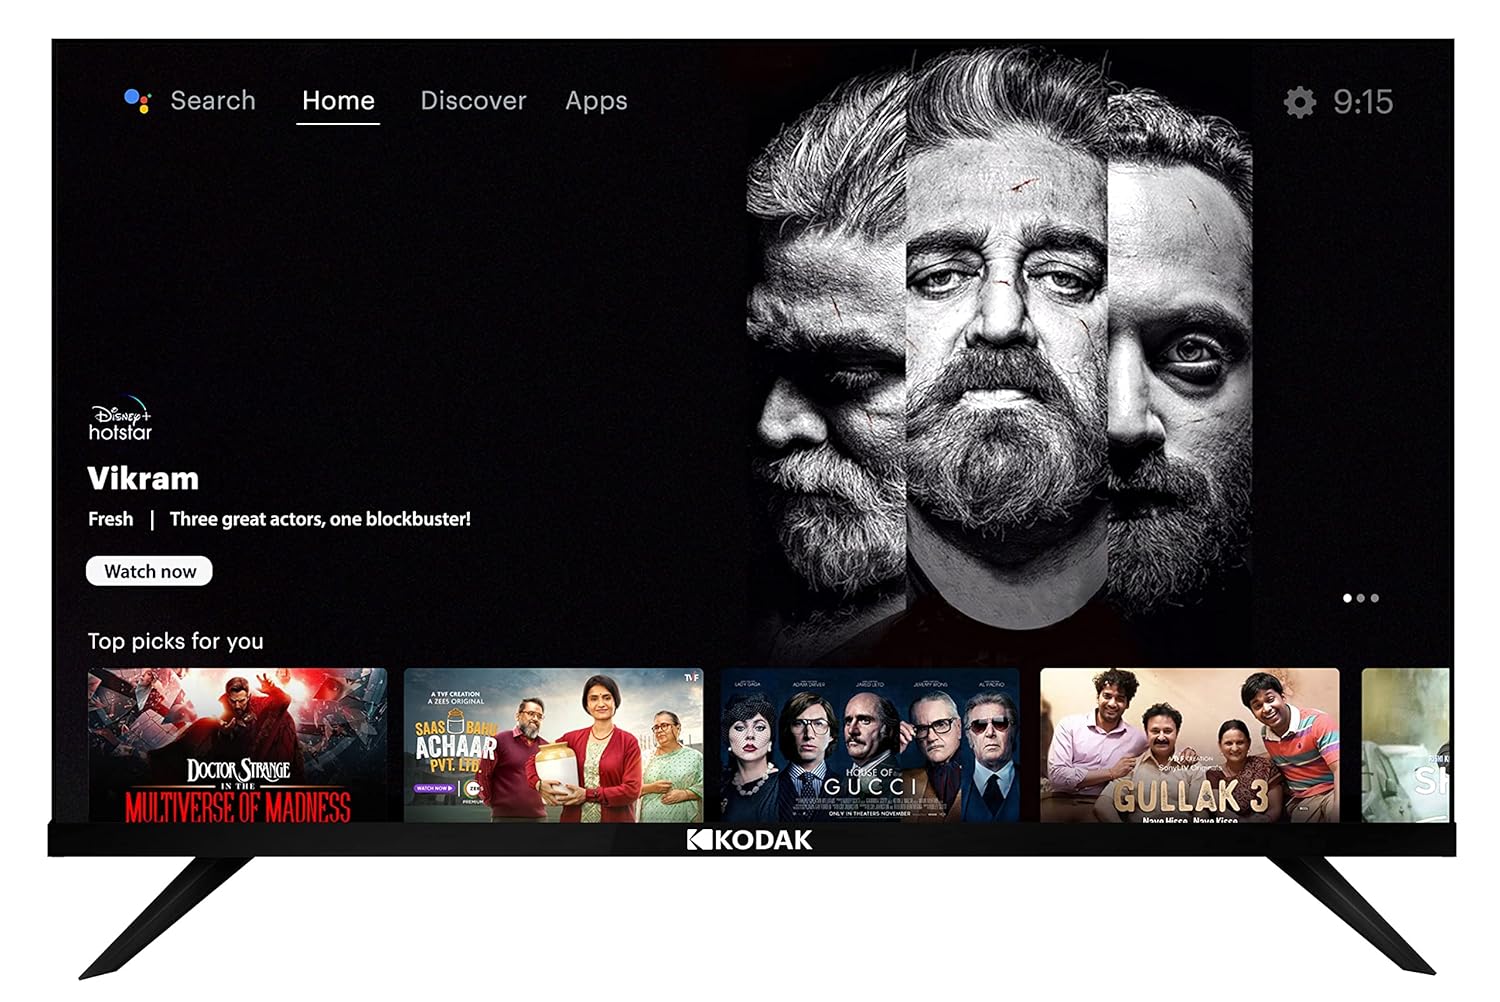 Search Home Discover Apps 9:15
Disney+
hotstar
Vikram
Fresh | Three great actors, one blockbuster!
Watch now
Top picks for you
DOCTOR STRANGE
IN THE
MULTIVERSE OF MADNESS
A TVF CREATION
A ZEE5 ORIGINAL
SAAS BAHU
ACHAAR
PVT. LTD.
WATCH NOW
PREMIUM
TVF
LADY GAGA ADAM DRIVER JARED LETO JEREMY IRONS AL PACINO
HOUSE OF
GUCCI
ONLY IN THEATERS NOVEMBER
A TVF CREATION
SonyLIV Originals
GULLAK 3
Naye Hisse, Naye Kisse
SH
KODAK